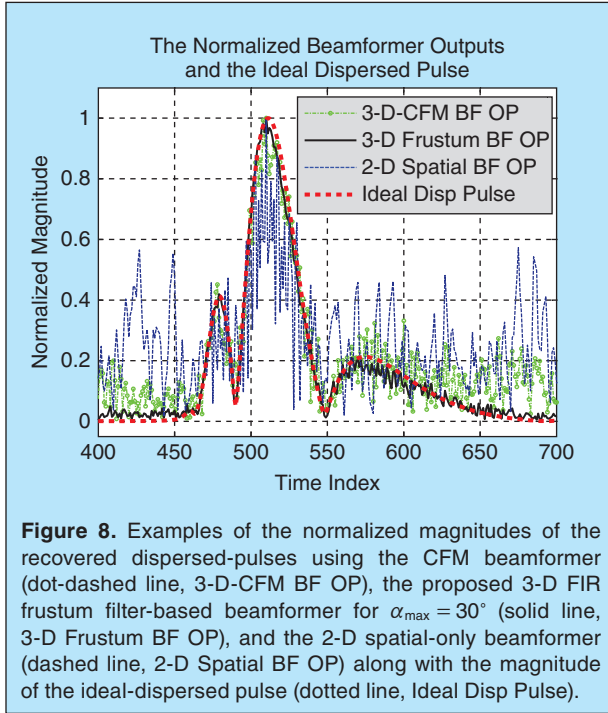 The Normalized Beamformer Outputs
and the Ideal Dispersed Pulse
3-D-CFM BF OP
3-D Frustum BF OP
2-D Spatial BF OP
Ideal Disp Pulse
Normalized Magnitude
1
0.8
0.6
0.4
0.2
0
400 450 500 550 600 650 700
Time Index
Figure 8. Examples of the normalized magnitudes of the
recovered dispersed-pulses using the CFM beamformer
(dot-dashed line, 3-D-CFM BF OP), the proposed 3-D FIR
frustum filter-based beamformer for αmax = 30° (solid line,
3-D Frustum BF OP), and the 2-D spatial-only beamformer
(dashed line, 2-D Spatial BF OP) along with the magnitude
of the ideal-dispersed pulse (dotted line, Ideal Disp Pulse).